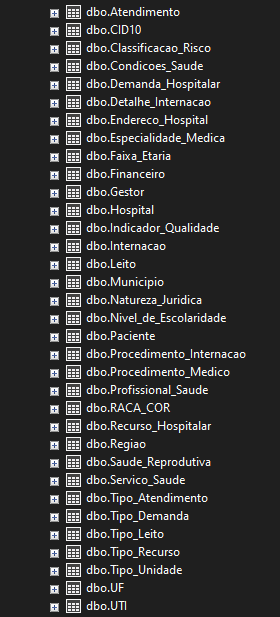 dbo.Atendimento
dbo.CID10
dbo.Classificacao_Risco
dbo.Condicoes_Saude
dbo.Demanda_Hospitalar
dbo.Detalhe_Internacao
dbo.Endereco_Hospital
dbo.Especialidade_Medica
dbo.Faixa_Etaria
dbo.Financeiro
dbo.Gestor
dbo.Hospital
dbo.Indicador_Qualidade
dbo.Internacao
dbo.Leito
dbo.Municipio
dbo.Natureza_Juridica
dbo.Nivel_de_Escolaridade
dbo.Paciente
dbo.Procedimento_Internacao
dbo.Procedimento_Medico
dbo.Profissional_Saude
dbo.RACA_COR
dbo.Recurso_Hospitalar
dbo.Regiao
dbo.Saude_Reprodutiva
dbo.Servico_Saude
dbo.Tipo_Atendimento
dbo.Tipo_Demanda
dbo.Tipo_Leito
dbo.Tipo_Recurso
dbo.Tipo_Unidade
dbo.UF
dbo.UTI